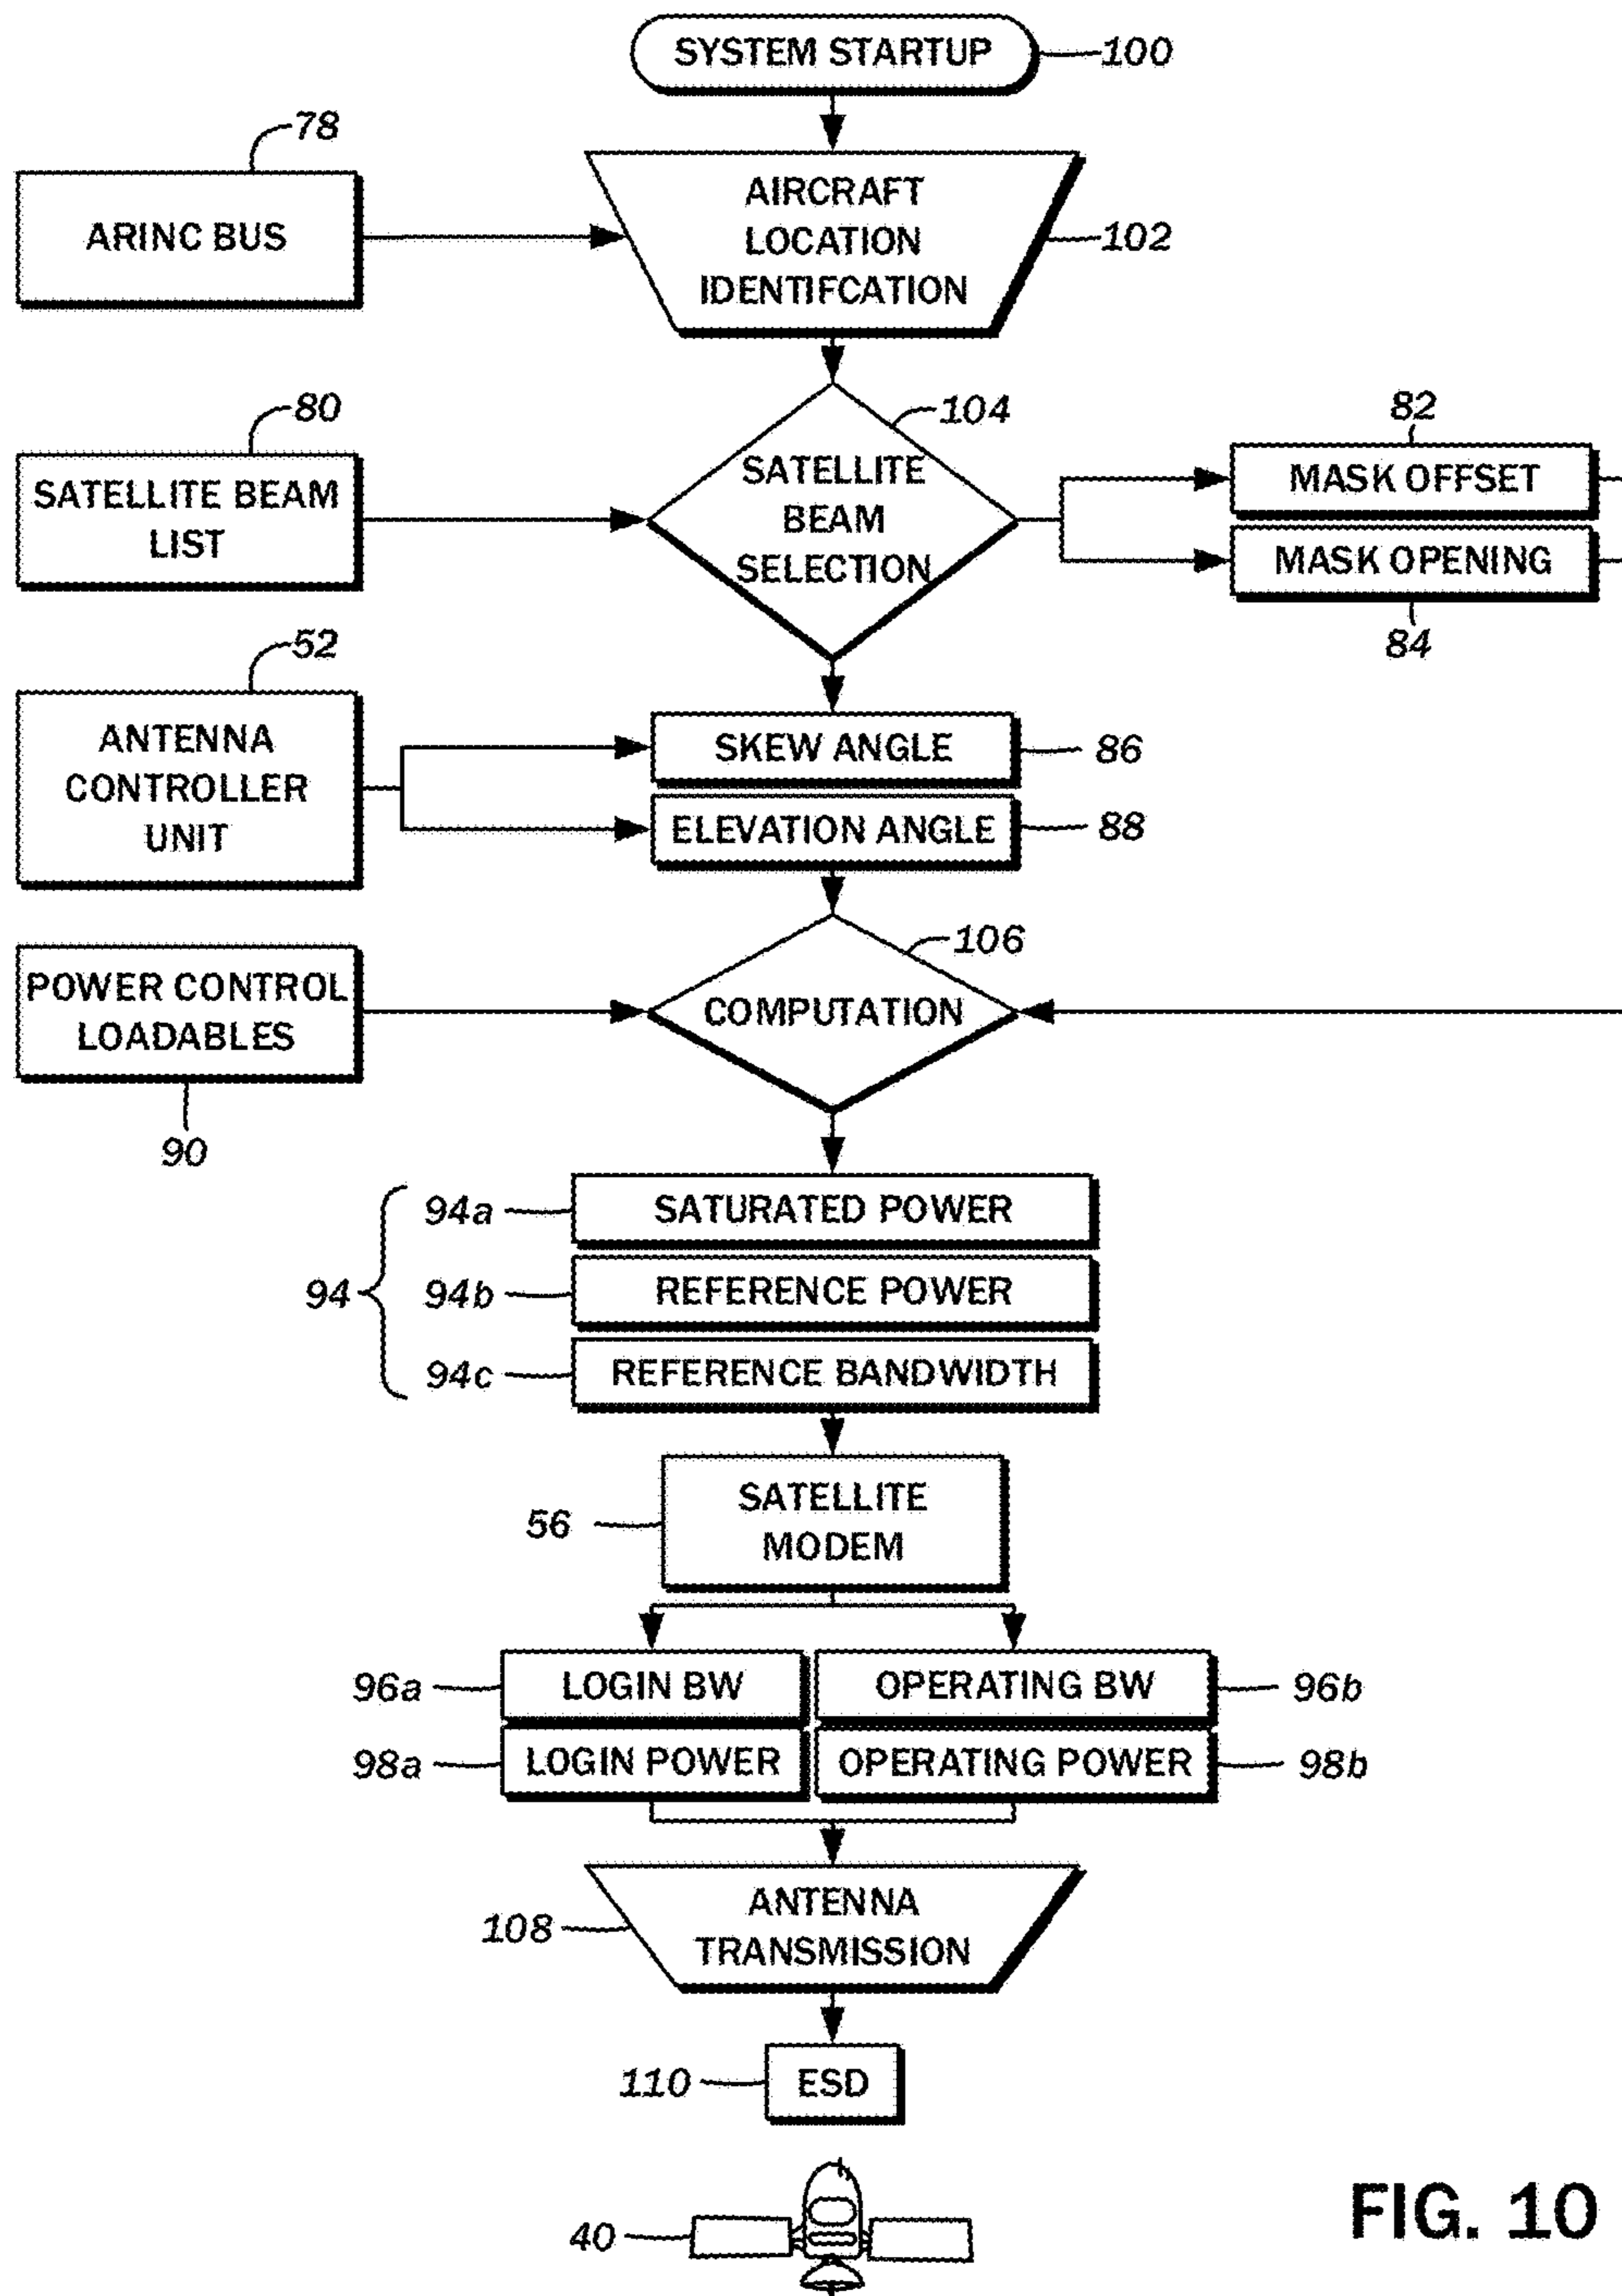 SYSTEM STARTUP
100
78
ARINC BUS
AIRCRAFT
LOCATION
IDENTIFCATION
102
80
SATELLITE BEAM
LIST
104
SATELLITE
BEAM
SELECTION
82
MASK OFFSET
MASK OPENING
84
52
ANTENNA
CONTROLLER
UNIT
SKEW ANGLE
86
ELEVATION ANGLE
88
POWER CONTROL
LOADABLES
90
106
COMPUTATION
94
94a
SATURATED POWER
94b
REFERENCE POWER
94c
REFERENCE BANDWIDTH
56
SATELLITE
MODEM
96a
LOGIN BW
OPERATING BW
96b
98a
LOGIN POWER
OPERATING POWER
98b
108
ANTENNA
TRANSMISSION
110
ESD
40
FIG. 10